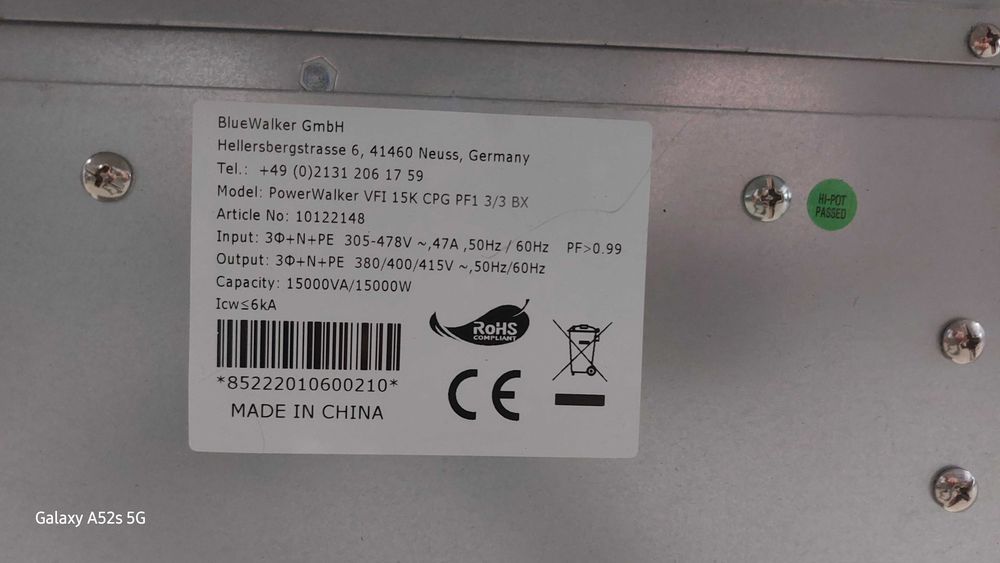 BlueWalker GmbH
Hellersbergstrasse 6, 41460 Neuss, Germany
Tel.: +49 (0)2131 206 17 59
Model: PowerWalker VFI 15K CPG PF1 3/3 BX
Article No: 10122148
Input: 3Φ+N+PE 305-478V ~,47A ,50Hz / 60Hz PF>0.99
Output: 3Φ+N+PE 380/400/415V ~,50Hz/60Hz
Capacity: 15000VA/15000W
Icw≤6kA
*85222010600210*
MADE IN CHINA
RoHS
COMPLIANT
CE
HI-POT
PASSED
Galaxy A52s 5G